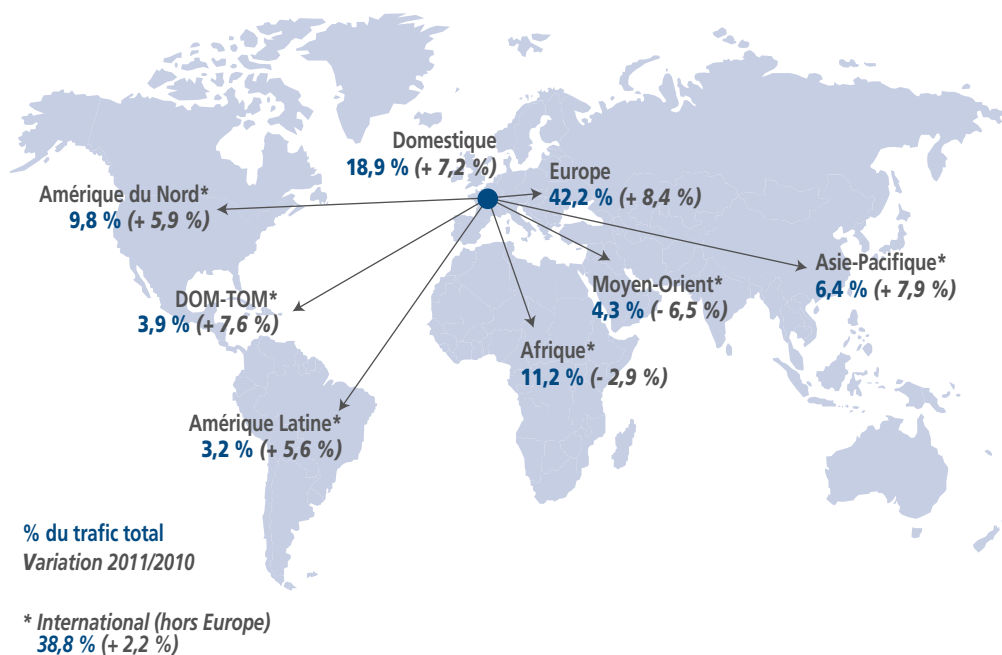 Domestique
18,9 % (+ 7,2 %)
Europe
42,2 % (+ 8,4 %)
Amérique du Nord*
9,8 % (+ 5,9 %)
Asie-Pacifique*
6,4 % (+ 7,9 %)
Moyen-Orient*
4,3 % (- 6,5 %)
DOM-TOM*
3,9 % (+ 7,6 %)
Afrique*
11,2 % (- 2,9 %)
Amérique Latine*
3,2 % (+ 5,6 %)
% du trafic total
Variation 2011/2010
* International (hors Europe)
38,8 % (+ 2,2 %)